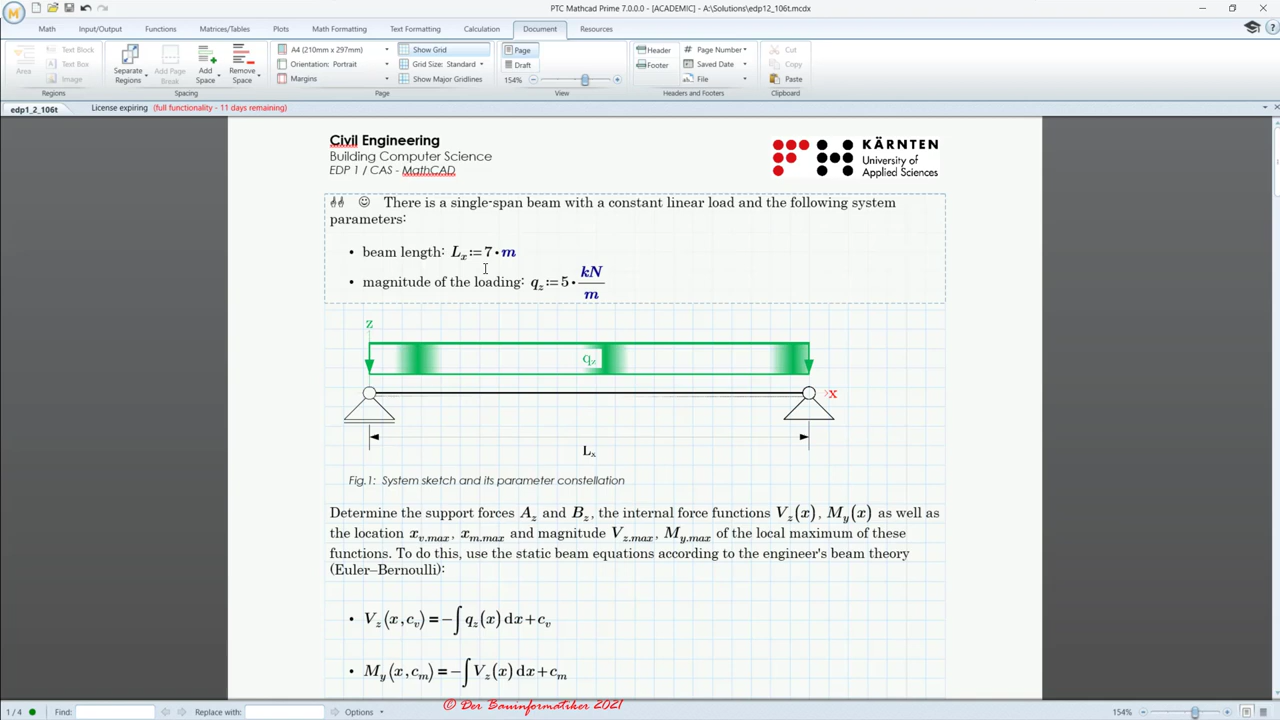 PTC Mathcad Prime 7.0.0.0 - [ACADEMIC] - A:\Solutions\edp12_106t.mcdx
Math Input/Output Functions Matrices/Tables Plots Math Formatting Text Formatting Calculation Document Resources
Area
Text Block
Text Box
Image
Regions
Separate Regions
Add Page Break
Add Space
Remove Space
Spacing
A4 (210mm x 297mm)
Orientation: Portrait
Margins
Show Grid
Grid Size: Standard
Show Major Gridlines
Page
Page
Draft
154%
View
Header
Footer
Page Number
Saved Date
File
Headers and Footers
Cut
Copy
Paste
Clipboard
edp1_2_106t License expiring (full functionality - 11 days remaining)
Civil Engineering
Building Computer Science
EDP 1 / CAS - MathCAD
KÄRNTEN
University of
Applied Sciences
☺ There is a single-span beam with a constant linear load and the following system
parameters:
• beam length: Lx:=7•m
• magnitude of the loading: qz:=5•kN/m
z
qz
x
Lx
Fig.1: System sketch and its parameter constellation
Determine the support forces Az and Bz, the internal force functions Vz(x), My(x) as well as
the location xv.max, xm.max and magnitude Vz.max, My.max of the local maximum of these
functions. To do this, use the static beam equations according to the engineer's beam theory
(Euler–Bernoulli):
• Vz(x,cv)=-∫qz(x)dx+cv
• My(x,cm)=-∫Vz(x)dx+cm
© Der Bauinformatiker 2021
1 / 4 Find: Replace with: Options 154%